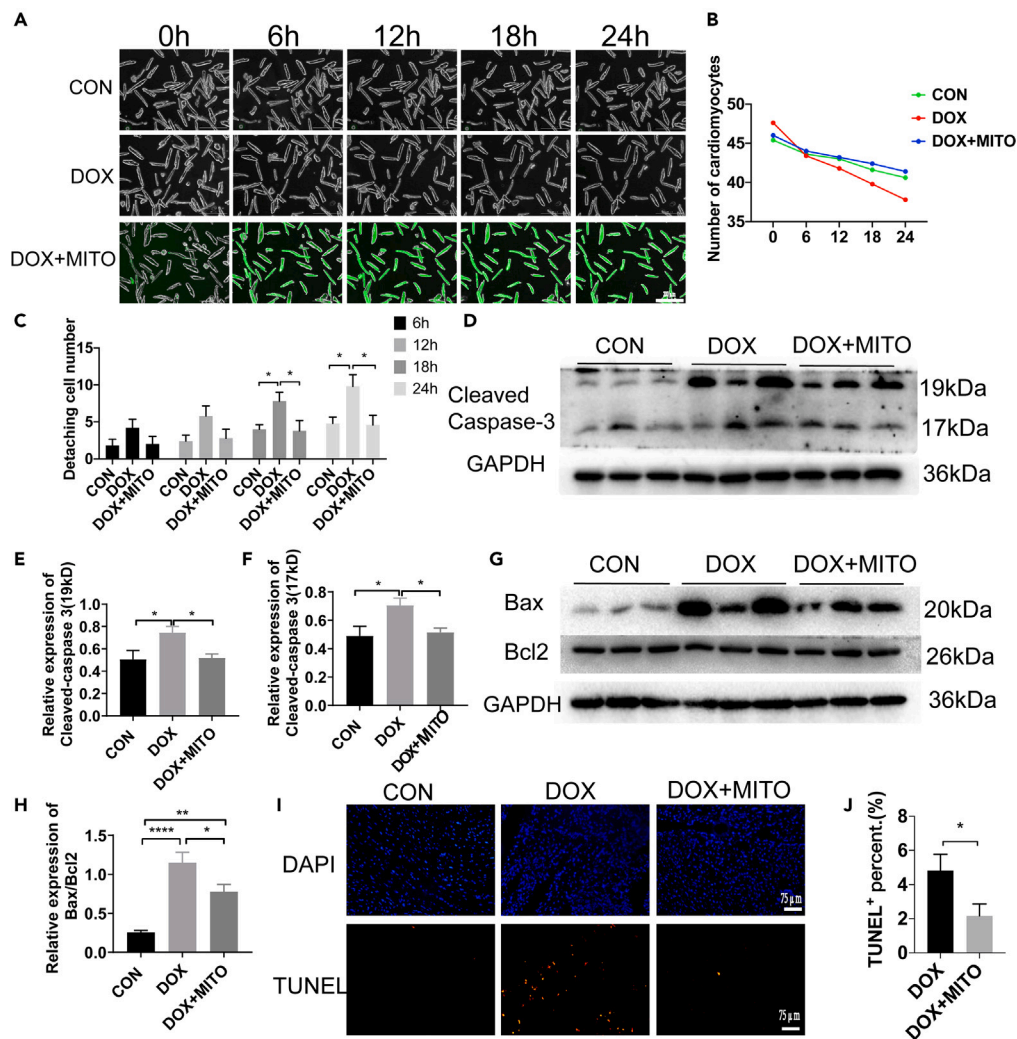 A
0h 6h 12h 18h 24h
CON
DOX
DOX+MITO
B
Number of cardiomyocytes
50
45
40
35
0 6 12 18 24
CON
DOX
DOX+MITO
C
Detaching cell number
15
10
5
0
* * * *
CON DOX DOX+MITO CON DOX DOX+MITO CON DOX DOX+MITO CON DOX DOX+MITO
6h
12h
18h
24h
D
CON DOX DOX+MITO
Cleaved
Caspase-3
GAPDH
19kDa
17kDa
36kDa
E
Relative expression of
Cleaved-caspase 3(19kD)
1.0
0.8
0.6
0.4
0.2
0.0
* *
CON DOX DOX+MITO
F
Relative expression of
Cleaved-caspase 3(17kD)
0.8
0.6
0.4
0.2
0.0
* *
CON DOX DOX+MITO
G
CON DOX DOX+MITO
Bax
Bcl2
GAPDH
20kDa
26kDa
36kDa
H
Relative expression of
Bax/Bcl2
1.5
1.0
0.5
0.0
**
**** *
CON DOX DOX+MITO
I
CON DOX DOX+MITO
DAPI
75 μm
TUNEL
75 μm
J
TUNEL+ percent.(%)
8
6
4
2
0
*
DOX DOX+MITO